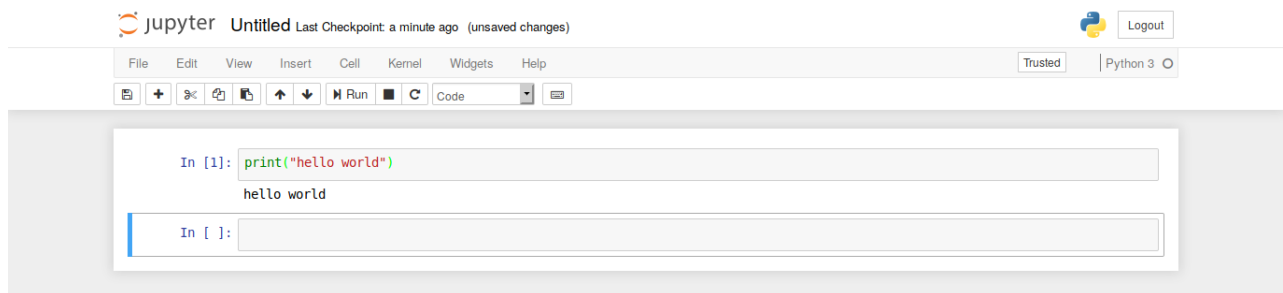 jupyter Untitled Last Checkpoint: a minute ago (unsaved changes) Logout
File Edit View Insert Cell Kernel Widgets Help Trusted Python 3
Run Code
In [1]: print("hello world")
hello world
In [ ]: